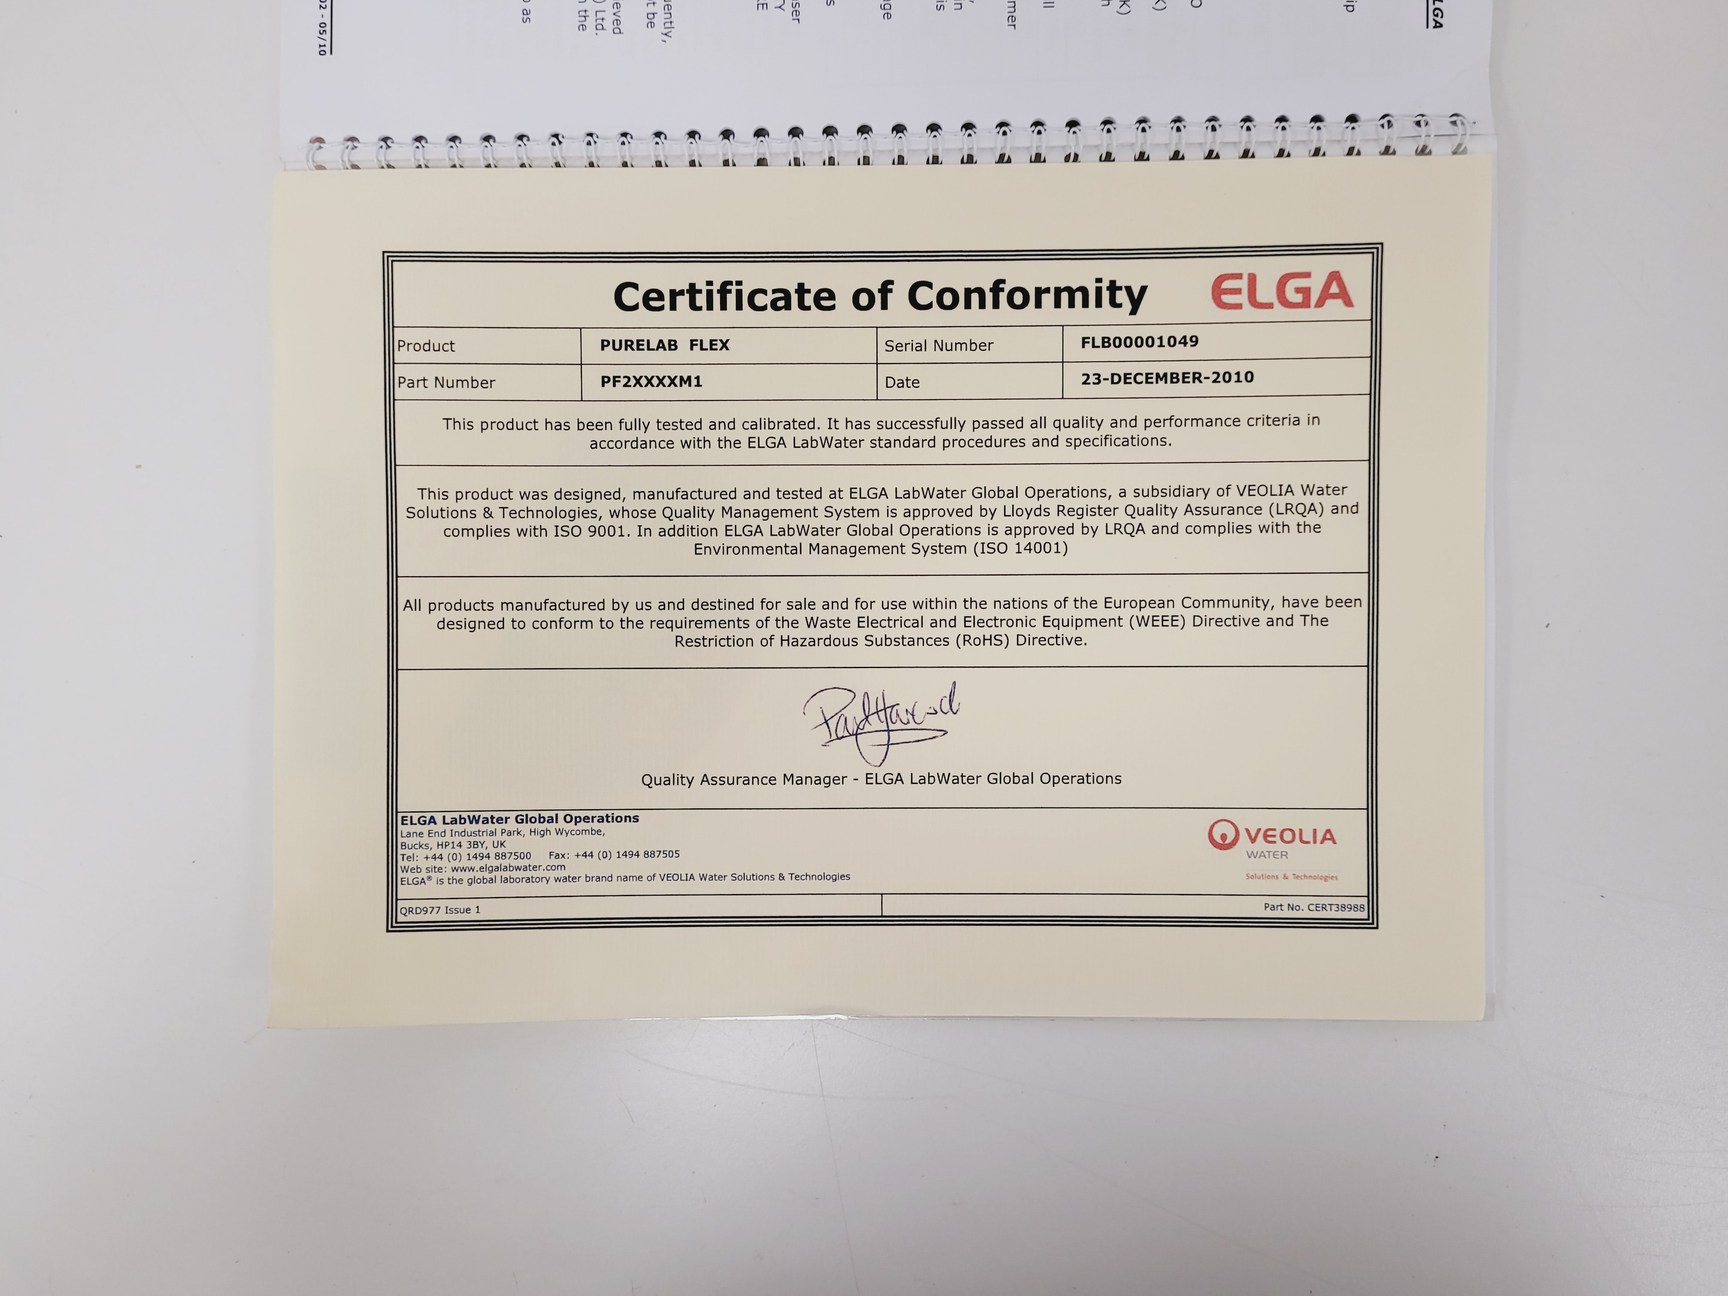 02 - 05/10
as
the
Ltd.
ELGA
Certificate of Conformity ELGA
Product PURELAB FLEX Serial Number FLB00001049
Part Number PF2XXXXM1 Date 23-DECEMBER-2010
This product has been fully tested and calibrated. It has successfully passed all quality and performance criteria in
accordance with the ELGA LabWater standard procedures and specifications.
This product was designed, manufactured and tested at ELGA LabWater Global Operations, a subsidiary of VEOLIA Water
Solutions & Technologies, whose Quality Management System is approved by Lloyds Register Quality Assurance (LRQA) and
complies with ISO 9001. In addition ELGA LabWater Global Operations is approved by LRQA and complies with the
Environmental Management System (ISO 14001)
All products manufactured by us and destined for sale and for use within the nations of the European Community, have been
designed to conform to the requirements of the Waste Electrical and Electronic Equipment (WEEE) Directive and The
Restriction of Hazardous Substances (RoHS) Directive.
Quality Assurance Manager - ELGA LabWater Global Operations
ELGA LabWater Global Operations
Lane End Industrial Park, High Wycombe,
Bucks, HP14 3BY, UK
Tel: +44 (0) 1494 887500 Fax: +44 (0) 1494 887505
Web site: www.elgalabwater.com
ELGA® is the global laboratory water brand name of VEOLIA Water Solutions & Technologies
VEOLIA
WATER
Solutions & Technologies
QRD977 Issue 1
Part No. CERT38988